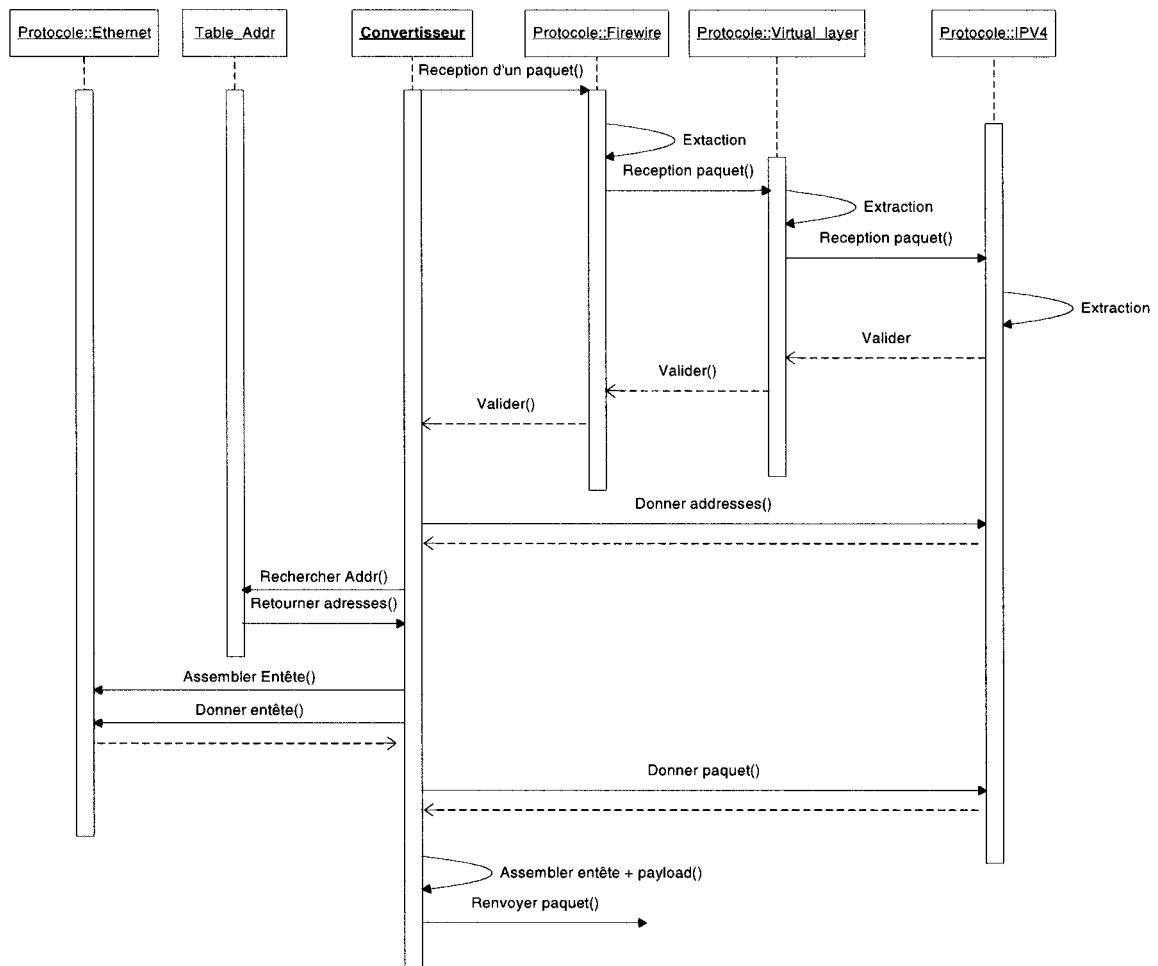 Protocole::Ethernet
Table_Addr
Convertisseur
Protocole::Firewire
Protocole::Virtual_layer
Protocole::IPV4
Reception d'un paquet()
Extaction
Reception paquet()
Extraction
Reception paquet()
Extraction
Valider
Valider()
Valider()
Donner addresses()
Rechercher Addr()
Retourner adresses()
Assembler Entête()
Donner entête()
Donner paquet()
Assembler entête + payload()
Renvoyer paquet()